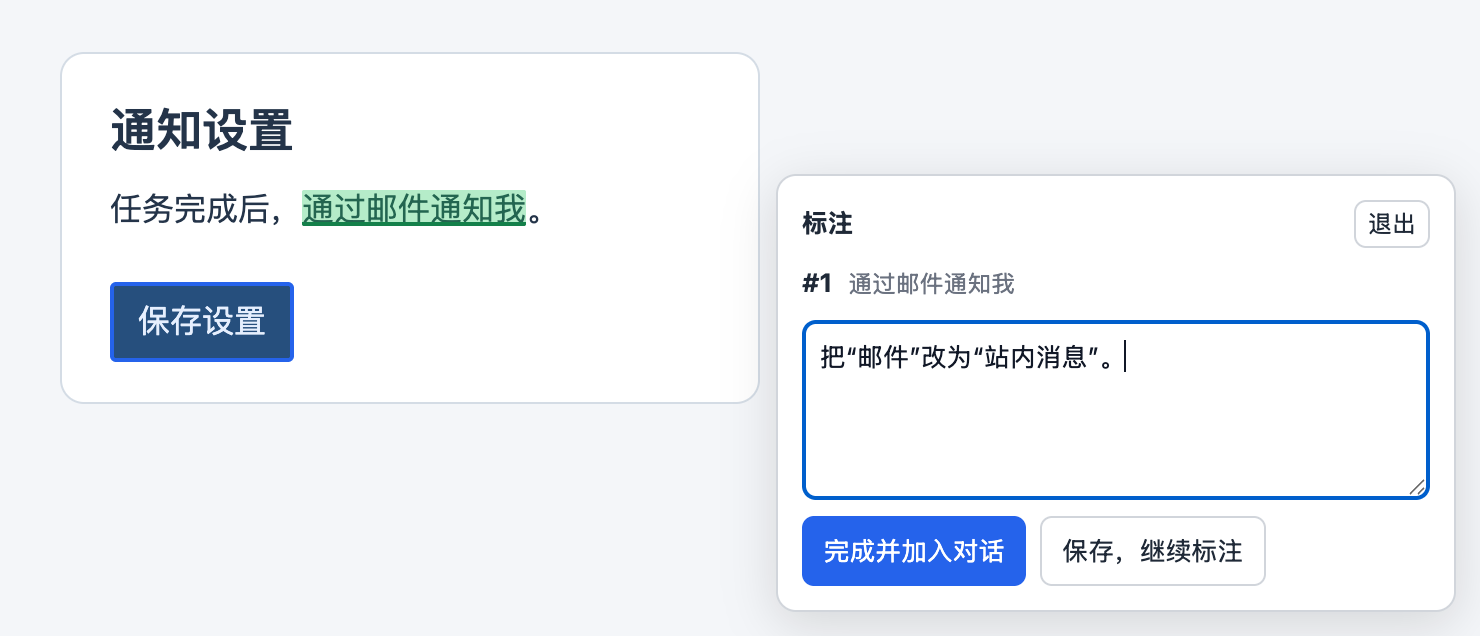 通知设置
任务完成后，通过邮件通知我。
保存设置
标注
退出
#1 通过邮件通知我
把“邮件”改为“站内消息”。
完成并加入对话
保存，继续标注